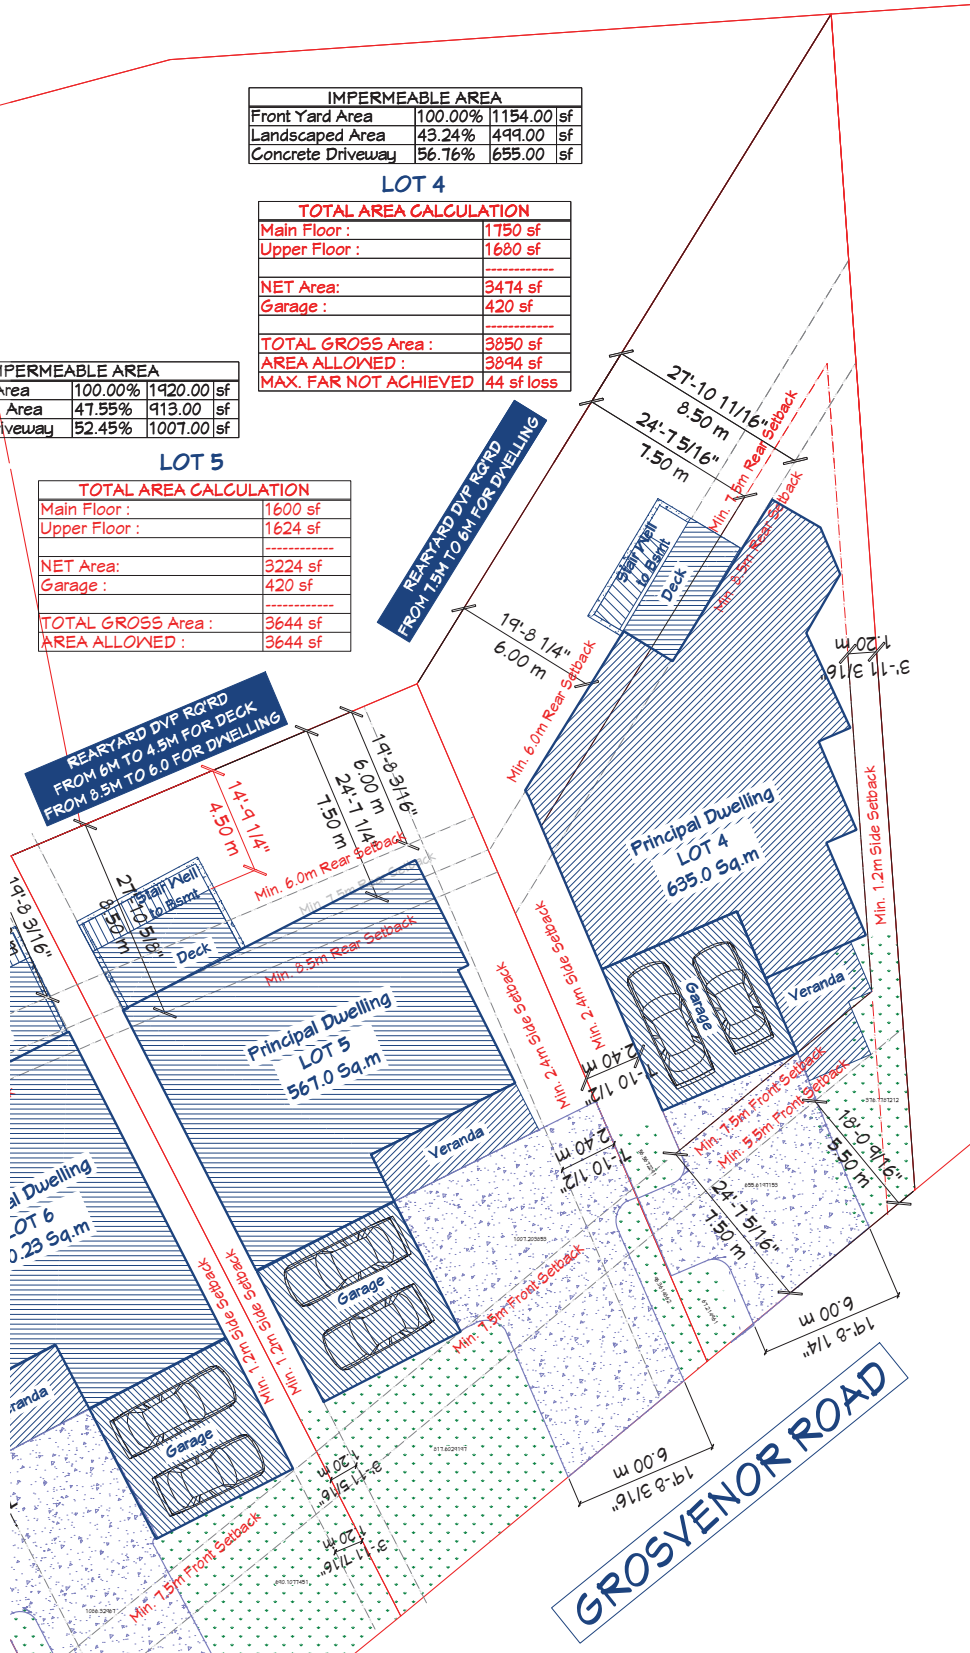 IMPERMEABLE AREA
Front Yard Area 100.00% 1154.00 sf
Landscaped Area 43.24% 499.00 sf
Concrete Driveway 56.76% 655.00 sf
LOT 4
TOTAL AREA CALCULATION
Main Floor : 1750 sf
Upper Floor : 1680 sf
------------
NET Area: 3474 sf
Garage : 420 sf
------------
TOTAL GROSS Area : 3850 sf
AREA ALLOWED : 3894 sf
MAX. FAR NOT ACHIEVED 44 sf loss
MPERMEABLE AREA
Area 100.00% 1920.00 sf
Area 47.55% 913.00 sf
iveway 52.45% 1007.00 sf
LOT 5
TOTAL AREA CALCULATION
Main Floor : 1600 sf
Upper Floor : 1624 sf
------------
NET Area: 3224 sf
Garage : 420 sf
------------
TOTAL GROSS Area : 3644 sf
AREA ALLOWED : 3644 sf
REARYARD DVP RQ'RD
FROM 7.5M TO 6M FOR DWELLING
REARYARD DVP RQ'RD
FROM 6M TO 4.5M FOR DECK
FROM 8.5M TO 6.0 FOR DWELLING
27'-10 11/16"
8.50 m
24'-7 5/16"
7.50 m
Min. 7.5m Rear Setback
Min. 8.5m Rear Setback
Stair Well
to Bsmt
Deck
19'-8 1/4"
6.00 m
Min. 6.0m Rear Setback
3'-11 3/16"
1.20 m
Min. 1.2m Side Setback
Principal Dwelling
LOT 4
635.0 Sq.m
Garage
Veranda
19'-8 3/16"
6.00 m
24'-7 1/4"
7.50 m
14'-9 1/4"
4.50 m
Min. 6.0m Rear Setback
Min. 7.5m Rear Setback
Min. 8.5m Rear Setback
19'-8 3/16"
27'-10 5/8"
8.50 m
Stair Well
to Bsmt
Deck
Principal Dwelling
LOT 5
567.0 Sq.m
Veranda
Garage
Min. 2.4m Side Setback
Min. 2.4m Side Setback
7'-10 1/2"
2.40 m
7'-10 1/2"
2.40 m
Min. 7.5m Front Setback
Min. 5.5m Front Setback
18'-0 9/16"
5.50 m
24'-7 5/16"
7.50 m
19'-8 1/4"
6.00 m
al Dwelling
LOT 6
0.23 Sq.m
randa
Garage
Min. 1.2m Side Setback
Min. 1.2m Side Setback
Min. 7.5m Front Setback
19'-8 3/16"
6.00 m
3'-11 5/16"
1.20 m
3'-11 7/16"
1.20 m
Min. 7.5m Front Setback
GROSVENOR ROAD